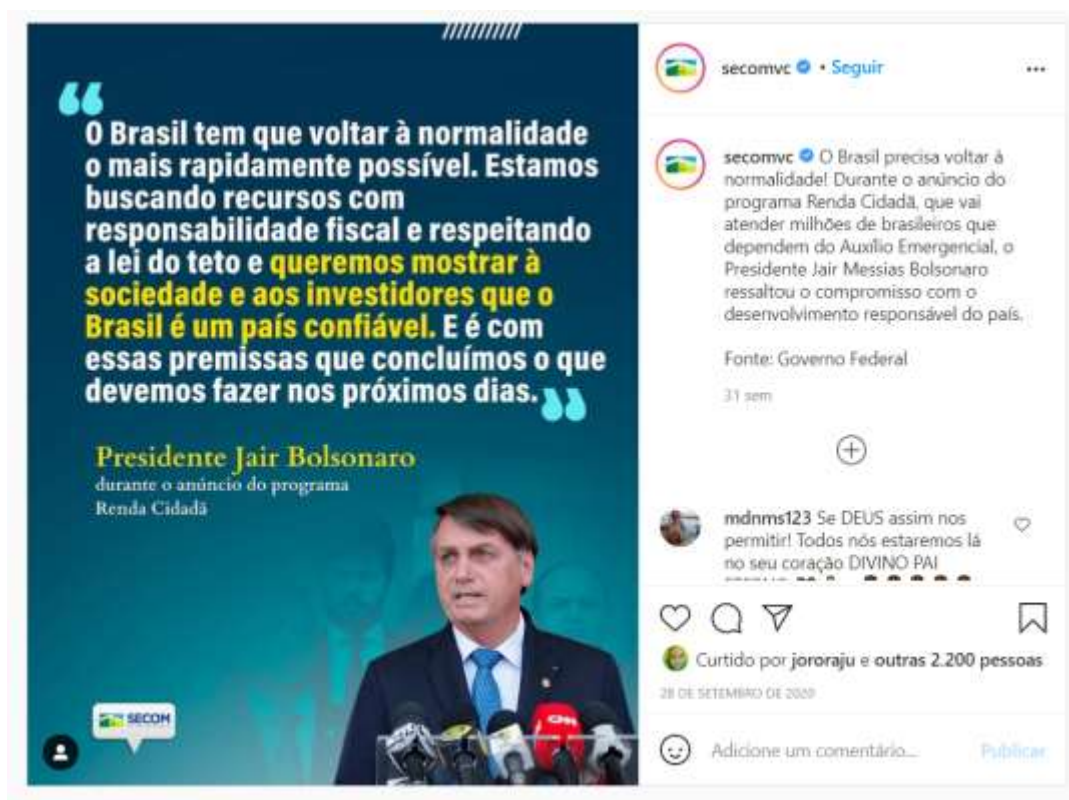 O Brasil tem que voltar à normalidade
o mais rapidamente possível. Estamos
buscando recursos com
responsabilidade fiscal e respeitando
a lei do teto e queremos mostrar à
sociedade e aos investidores que o
Brasil é um país confiável. E é com
essas premissas que concluímos o que
devemos fazer nos próximos dias.
Presidente Jair Bolsonaro
durante o anúncio do programa
Renda Cidadã
SECOM
CNN
secomvc • Seguir
secomvc O Brasil precisa voltar à
normalidade! Durante o anúncio do
programa Renda Cidadã, que vai
atender milhões de brasileiros que
dependem do Auxílio Emergencial, o
Presidente Jair Messias Bolsonaro
ressaltou o compromisso com o
desenvolvimento responsável do país.
Fonte: Governo Federal
31 sem
mdnms123 Se DEUS assim nos
permitir! Todos nós estaremos lá
no seu coração DIVINO PAI
Curtido por jororaju e outras 2.200 pessoas
28 DE SETEMBRO DE 2020
Adicione um comentário...
Publicar